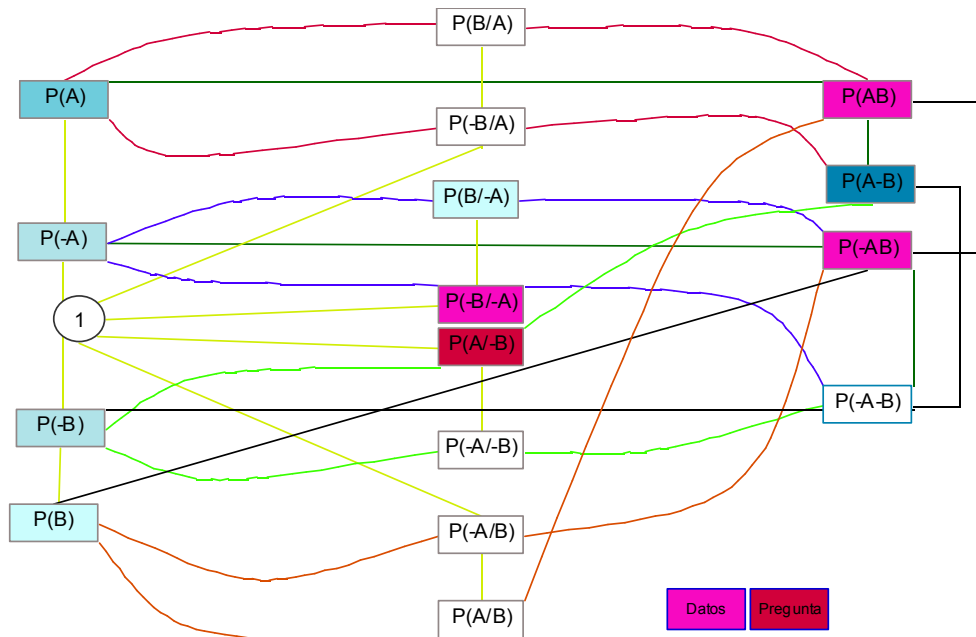 P(B/A)
P(A)
P(AB)
P(-B/A)
P(A-B)
P(B/-A)
P(-A)
P(-AB)
P(-B/-A)
1
P(A/-B)
P(-A-B)
P(-B)
P(-A/-B)
P(B)
P(-A/B)
P(A/B)
Datos
Pregunta